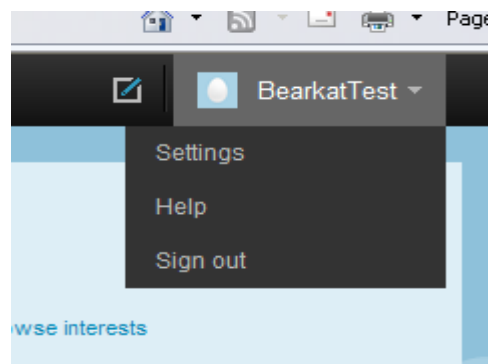 Page
BearkatTest
Settings
Help
Sign out
wse interests